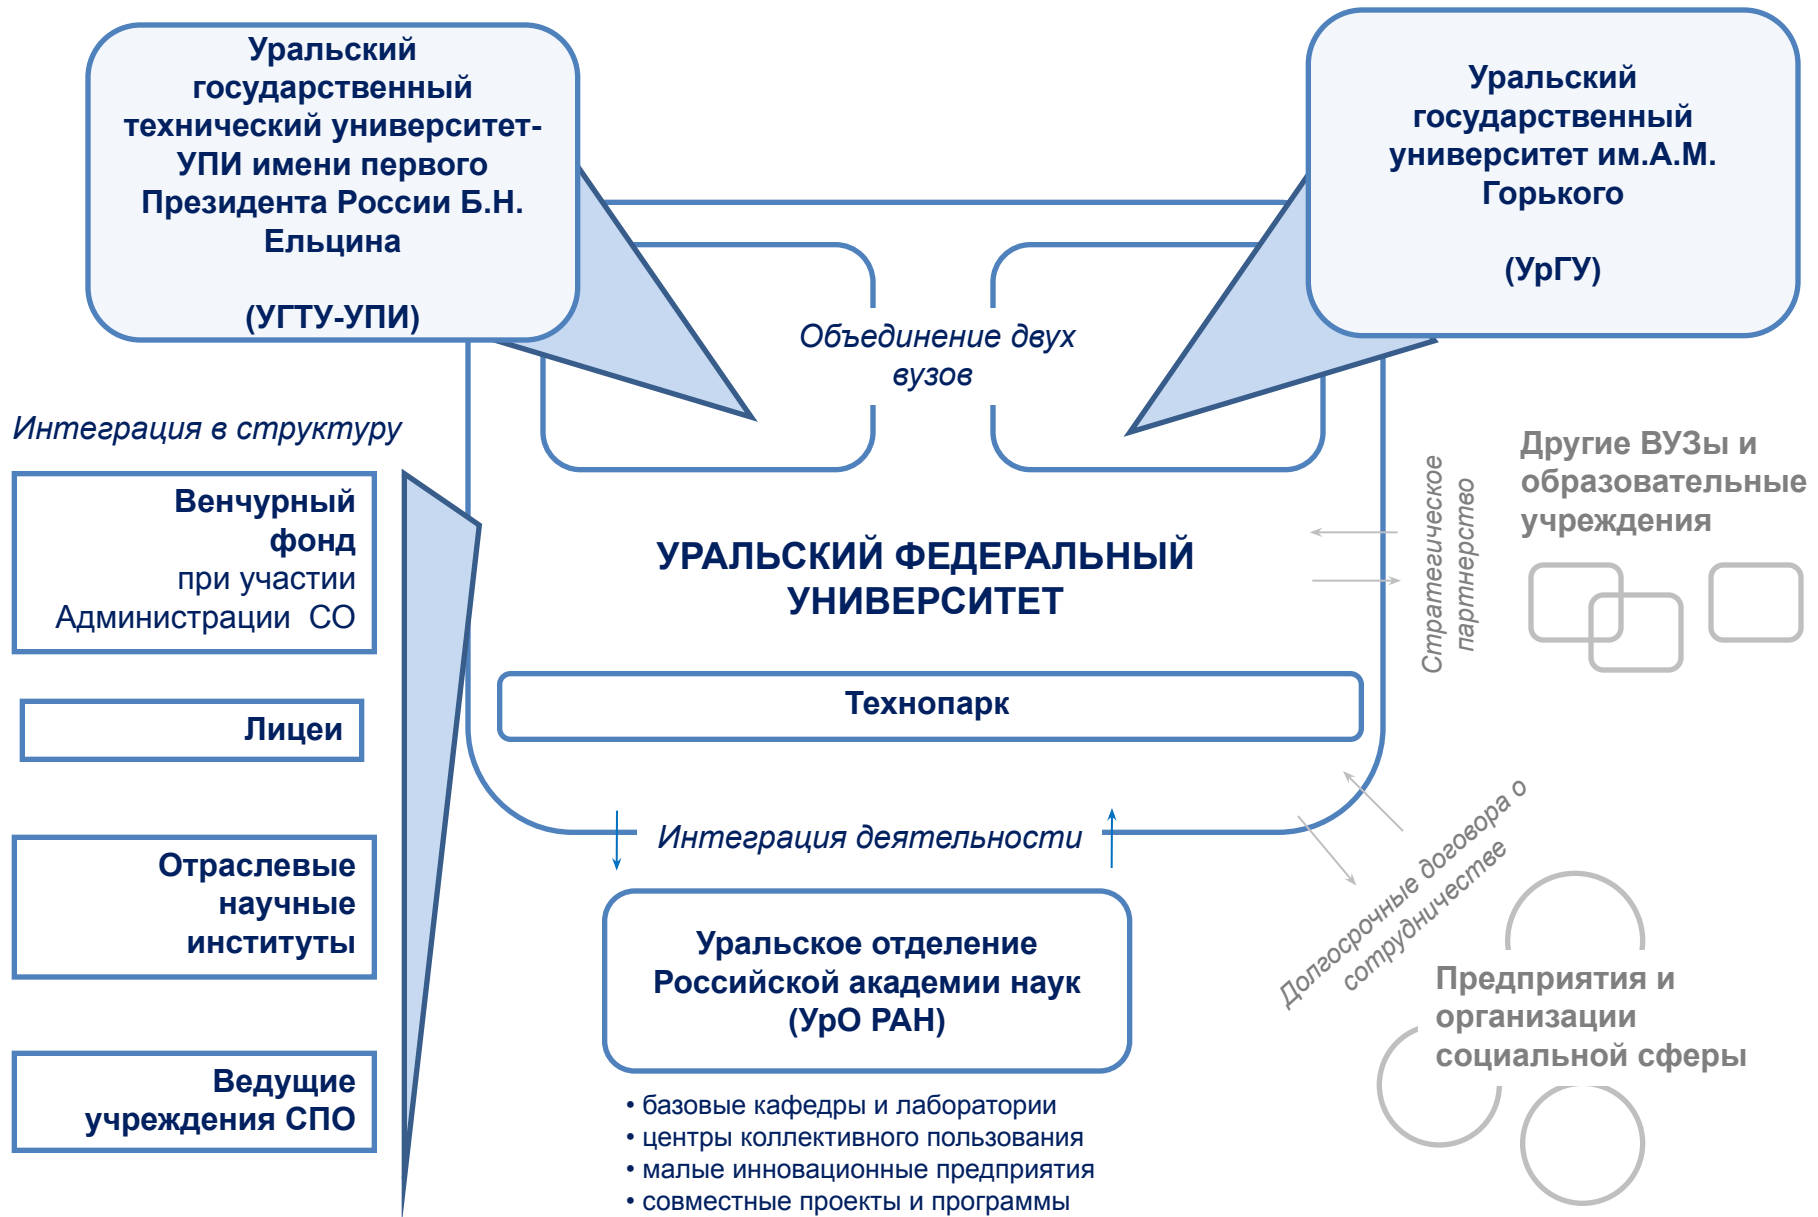 Уральский
государственный
технический университет-
УПИ имени первого
Президента России Б.Н.
Ельцина
(УГТУ-УПИ)
Уральский
государственный
университет им.А.М.
Горького
(УрГУ)
Объединение двух
вузов
Интеграция в структуру
Венчурный
фонд
при участии
Администрации СО
Лицеи
Отраслевые
научные
институты
Ведущие
учреждения СПО
УРАЛЬСКИЙ ФЕДЕРАЛЬНЫЙ
УНИВЕРСИТЕТ
Технопарк
Интеграция деятельности
Уральское отделение
Российской академии наук
(УрО РАН)
• базовые кафедры и лаборатории
• центры коллективного пользования
• малые инновационные предприятия
• совместные проекты и программы
Стратегическое
партнерство
Другие ВУЗы и
образовательные
учреждения
Долгосрочные договора о
сотрудничестве
Предприятия и
организации
социальной сферы